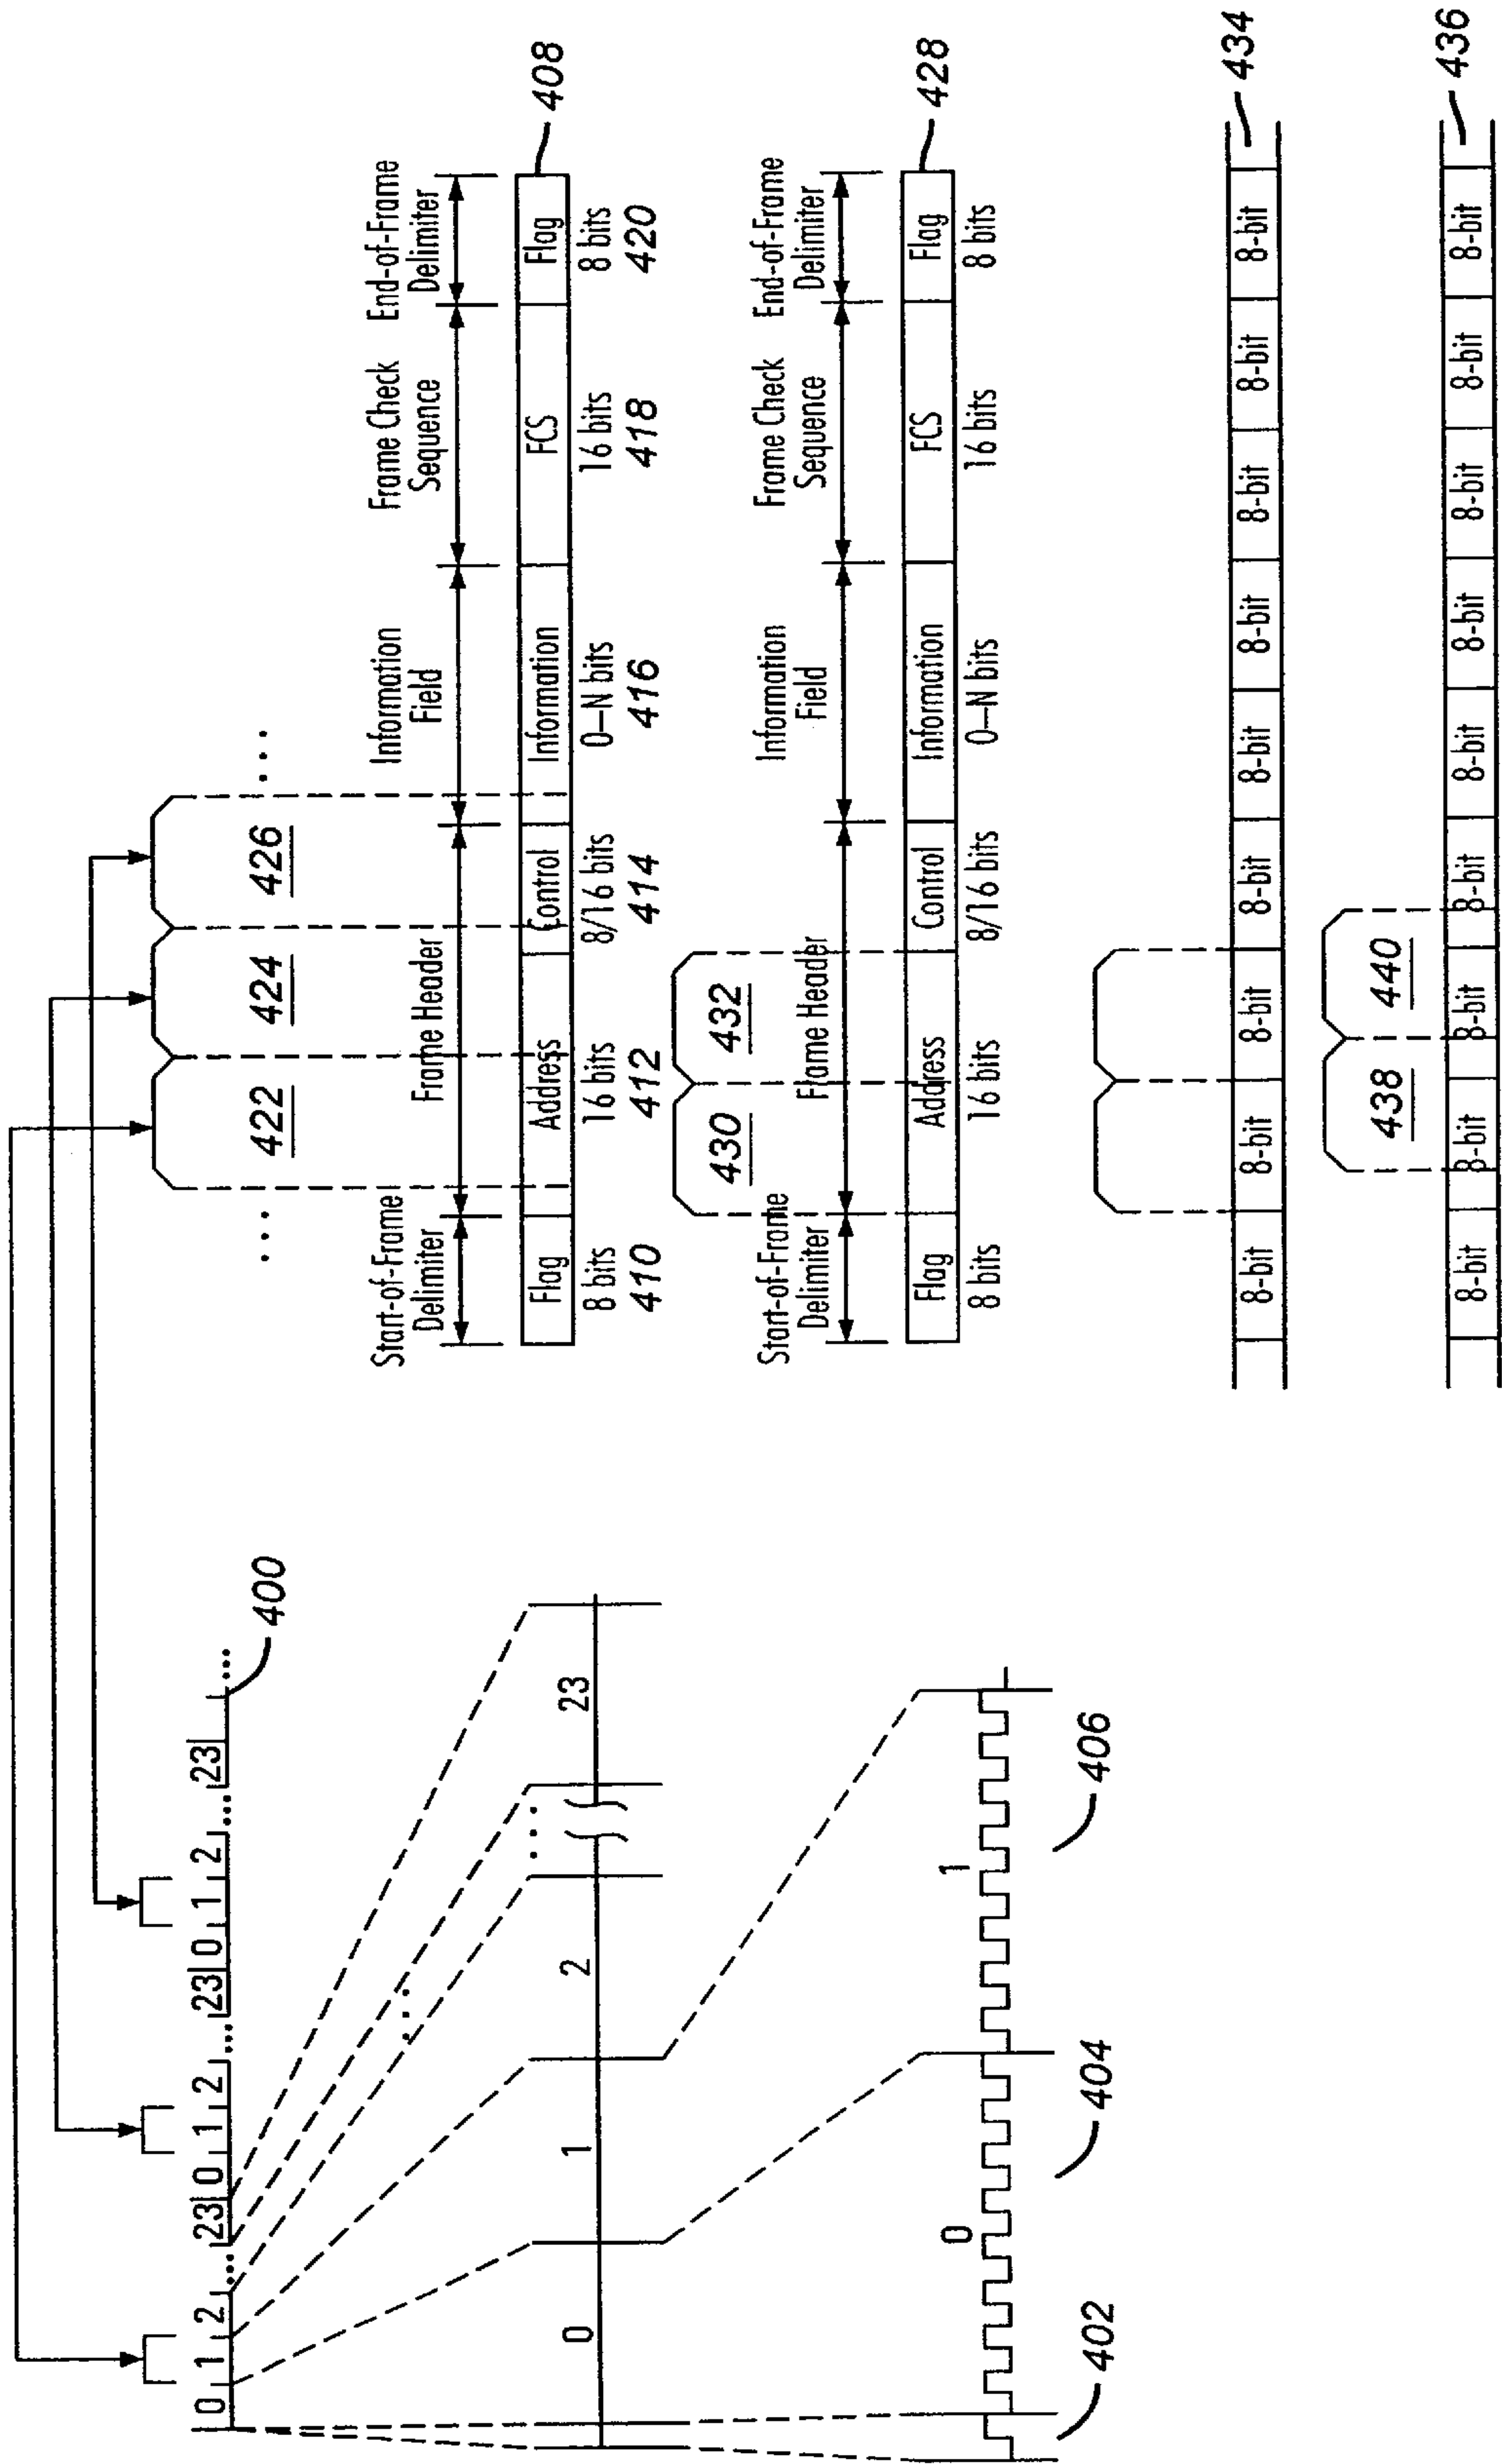 0 1 2 ... 23 0 1 2 ... 23 0 1 2 ... 23 ...
400
0 1 2 ... 23
...
0 1
402 404 406
... 422 424 426 ...
Start-of-Frame
Delimiter
Frame Header
Information
Field
Frame Check
Sequence
End-of-Frame
Delimiter
Flag Address Control Information FCS Flag
408
8 bits 16 bits 8/16 bits 0–N bits 16 bits 8 bits
410 412 414 416 418 420
430 432
Start-of-Frame
Delimiter
Frame Header
Information
Field
Frame Check
Sequence
End-of-Frame
Delimiter
Flag Address Control Information FCS Flag
428
8 bits 16 bits 8/16 bits 0–N bits 16 bits 8 bits
8-bit 8-bit 8-bit 8-bit 8-bit 8-bit 8-bit 8-bit 8-bit
434
438 440
8-bit 8-bit 8-bit 8-bit 8-bit 8-bit 8-bit 8-bit 8-bit
436